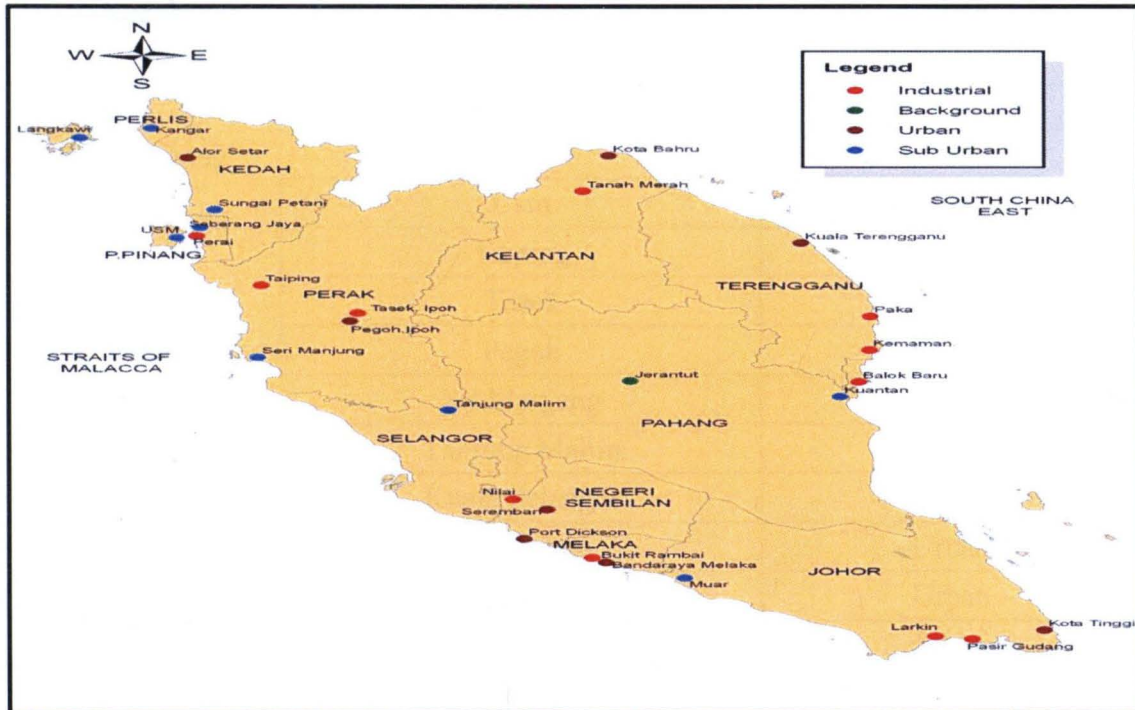 N
W E
S
Legend
Industrial
Background
Urban
Sub Urban
PERLIS
Langkawi
Kangar
Alor Setar
KEDAH
Kota Bahru
Tanah Merah
SOUTH CHINA
EAST
Sungai Petani
Seberang Jaya
USM
Perai
P.PINANG
Kuala Terengganu
KELANTAN
TERENGGANU
Taiping
PERAK
Tasek, Ipoh
Pegoh,Ipoh
Paka
Kemaman
STRAITS OF
MALACCA
Seri Manjung
Jerantut
Balok Baru
Kuantan
Tanjung Malim
PAHANG
SELANGOR
Nilai
NEGERI
SEMBILAN
Seremban
Port Dickson
MELAKA
Bukit Rambai
Bandaraya Melaka
JOHOR
Muar
Larkin
Kota Tinggi
Pasir Gudang